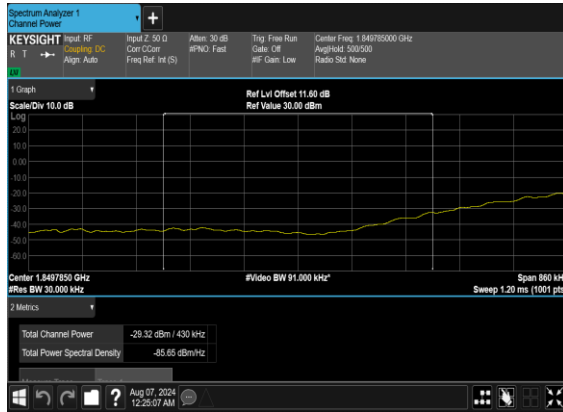 Spectrum Analyzer 1
Channel Power
+
KEYSIGHT Input: RF Input Z: 50 Ω Atten: 30 dB Trig: Free Run Center Freq: 1.849785000 GHz
R T Coupling: DC Corr CCorr #PNO: Fast Gate: Off Avg|Hold: 500/500
Align: Auto Freq Ref: Int (S) #IF Gain: Low Radio Std: None
1 Graph
Ref Lvl Offset 11.60 dB
Scale/Div 10.0 dB Ref Value 30.00 dBm
Log
20.0
10.0
0.00
-10.0
-20.0
-30.0
-40.0
-50.0
-60.0
Center 1.8497850 GHz #Video BW 91.000 kHz* Span 860 kH
#Res BW 30.000 kHz Sweep 1.20 ms (1001 pts
2 Metrics
Total Channel Power -29.32 dBm / 430 kHz
Total Power Spectral Density -85.65 dBm/Hz
? Aug 07, 2024
12:25:07 AM